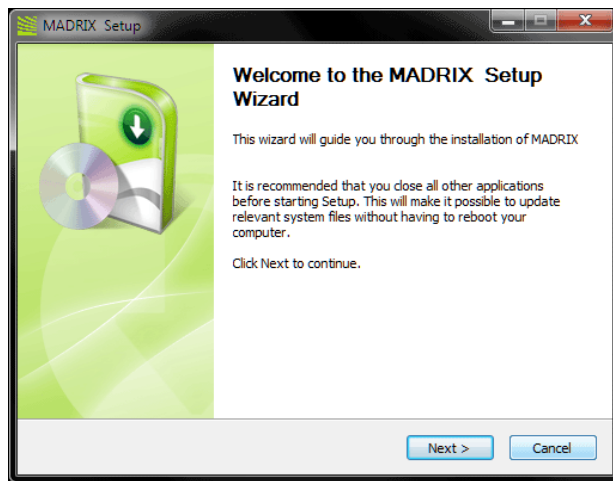 MADRIX Setup
Welcome to the MADRIX Setup
Wizard
This wizard will guide you through the installation of MADRIX
It is recommended that you close all other applications
before starting Setup. This will make it possible to update
relevant system files without having to reboot your
computer.
Click Next to continue.
Next >
Cancel